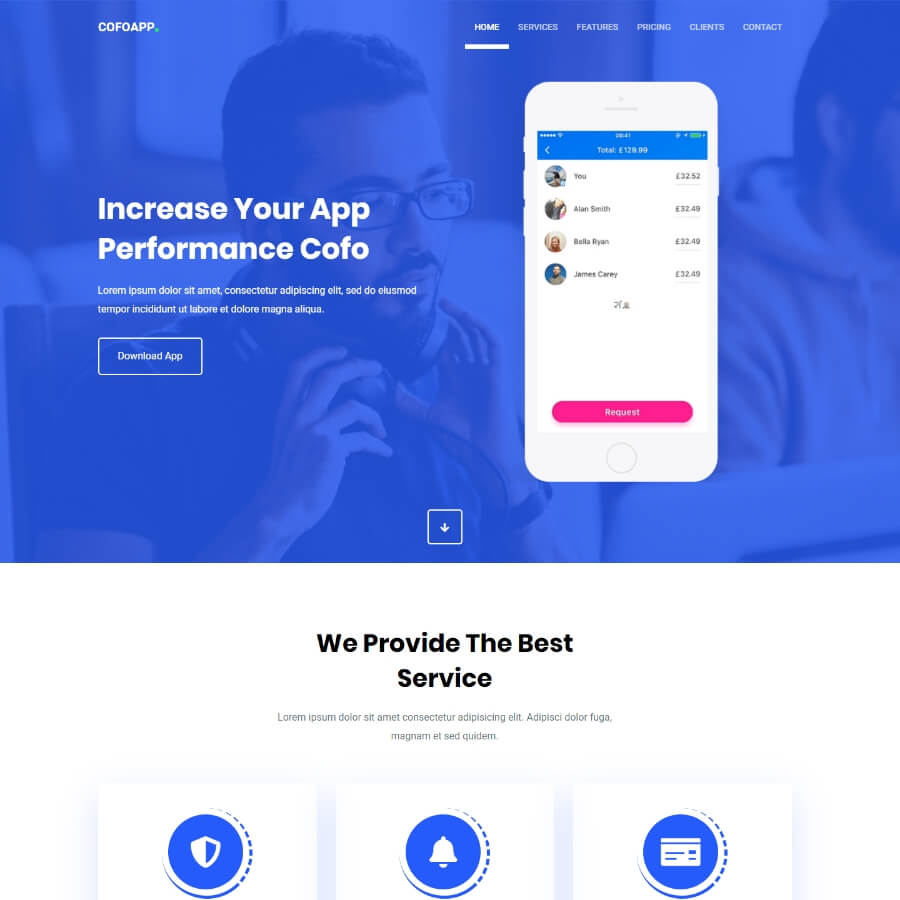 COFOAPP.
HOME SERVICES FEATURES PRICING CLIENTS CONTACT
Increase Your App
Performance Cofo
Lorem ipsum dolor sit amet, consectetur adipiscing elit, sed do eiusmod
tempor incididunt ut labore et dolore magna aliqua.
Download App
09:41
Total: £129.99
You £32.52
Alan Smith £32.49
Bella Ryan £32.49
James Carey £32.49
Request
We Provide The Best
Service
Lorem ipsum dolor sit amet consectetur adipisicing elit. Adipisci dolor fuga,
magnam et sed quidem.